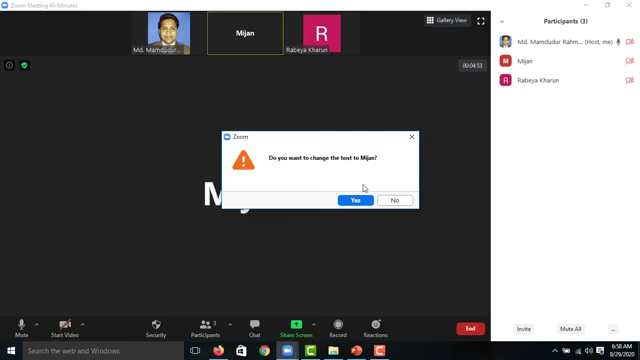 Zoom Meeting 40-Minutes
Participants (3)
Gallery View
Mijan
R
Md. Mamdudur...
Rabeya Kharun
Md. Mamdudur Rahm... (Host, me)
M Mijan
R Rabeya Kharun
00:04:53
Zoom
Do you want to change the host to Mijan?
Yes
No
Mute
Start Video
Security
Participants 3
Chat
Share Screen
Record
Reactions
End
Invite
Mute All
...
Search the web and Windows
6:58 AM
8/29/2020